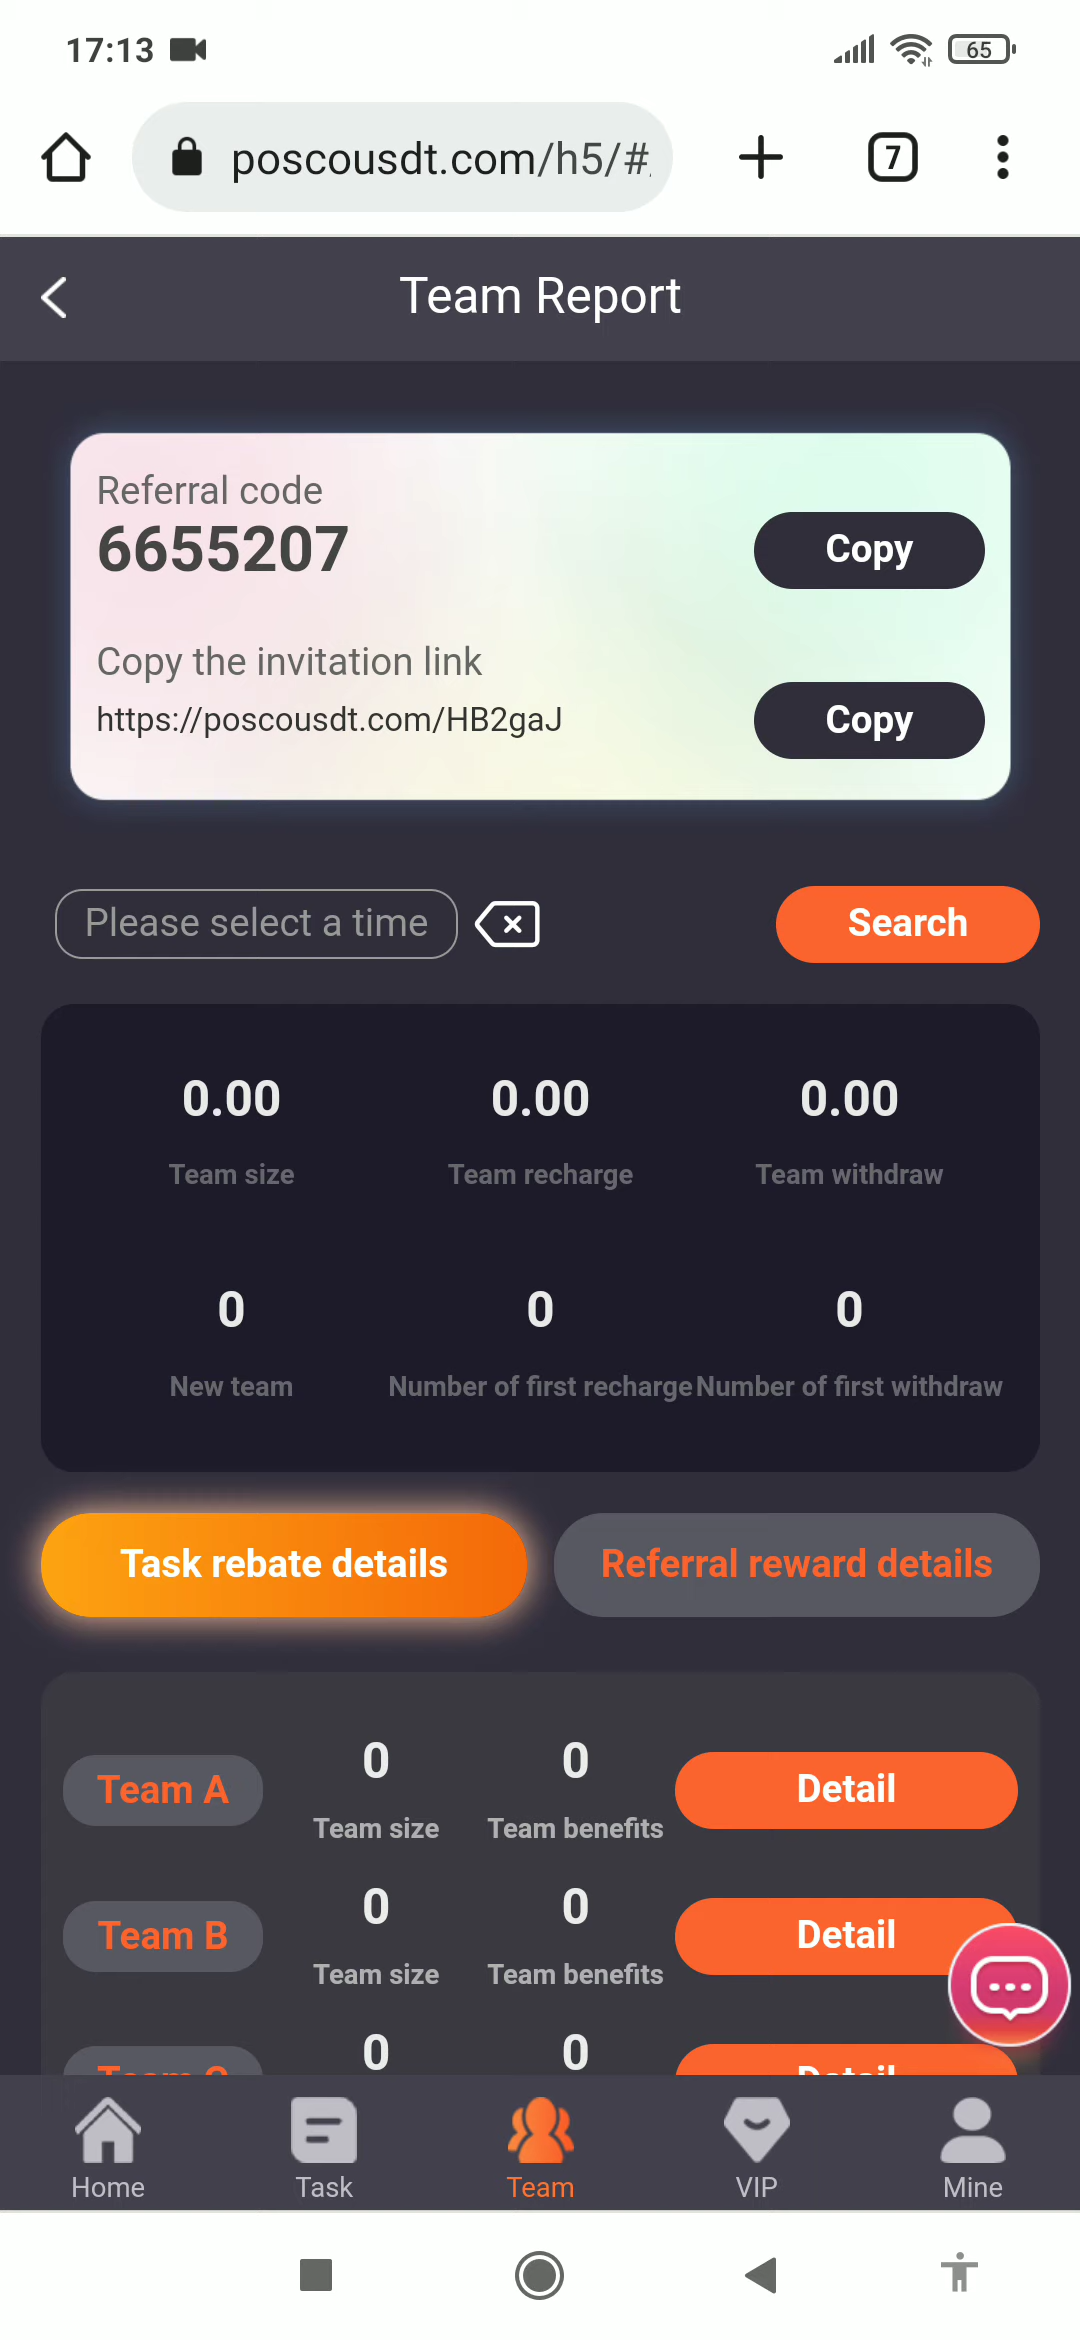 17:13
65
poscousdt.com/h5/#
7
Team Report
Referral code
6655207
Copy
Copy the invitation link
https://poscousdt.com/HB2gaJ
Copy
Please select a time
Search
0.00 0.00 0.00
Team size Team recharge Team withdraw
0 0 0
New team Number of first recharge Number of first withdraw
Task rebate details Referral reward details
Team A 0 0 Detail
Team size Team benefits
Team B 0 0 Detail
Team size Team benefits
0 0
Home Task Team VIP Mine